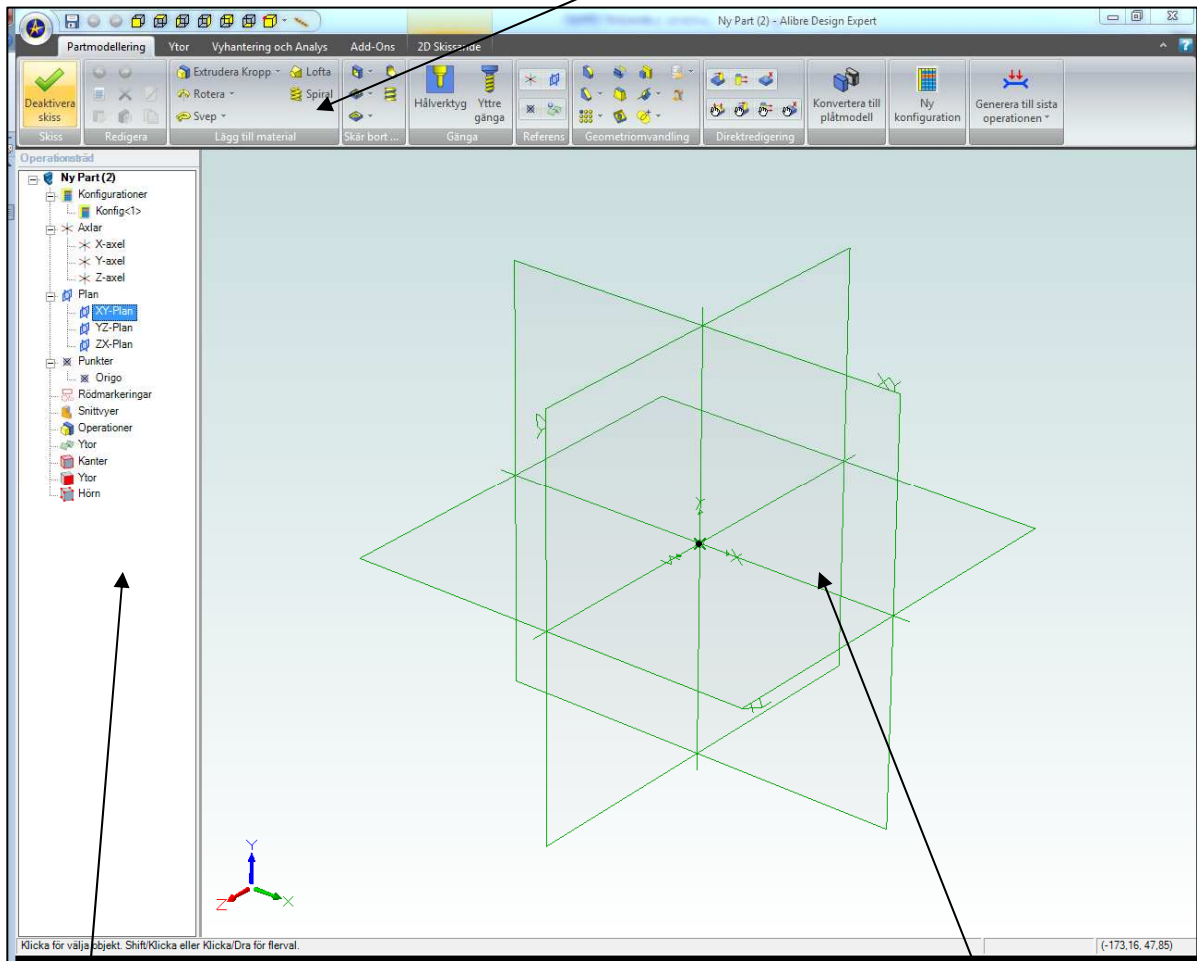 Ny Part (2) - Alibre Design Expert
Partmodellering Ytor Vyhantering och Analys Add-Ons 2D Skissande
Deaktivera skiss
Extrudera Kropp Lofta
Rotera Spiral
Svep
Hålverktyg Yttre gänga
Konvertera till plåtmodell
Ny konfiguration
Generera till sista operationen
Skiss Redigera Lägg till material Skär bort ... Gänga Referens Geometriomvandling Direktredigering
Operationsträd
Ny Part (2)
Konfigurationer
Konfig<1>
Axlar
X-axel
Y-axel
Z-axel
Plan
XY-Plan
YZ-Plan
ZX-Plan
Punkter
Origo
Rödmarkeringar
Snittvyer
Operationer
Ytor
Kanter
Ytor
Hörn
XY
Y
X
Y
Z
X
Klicka för välja objekt. Shift/Klicka eller Klicka/Dra för flerval.
(-173,16, 47,85)